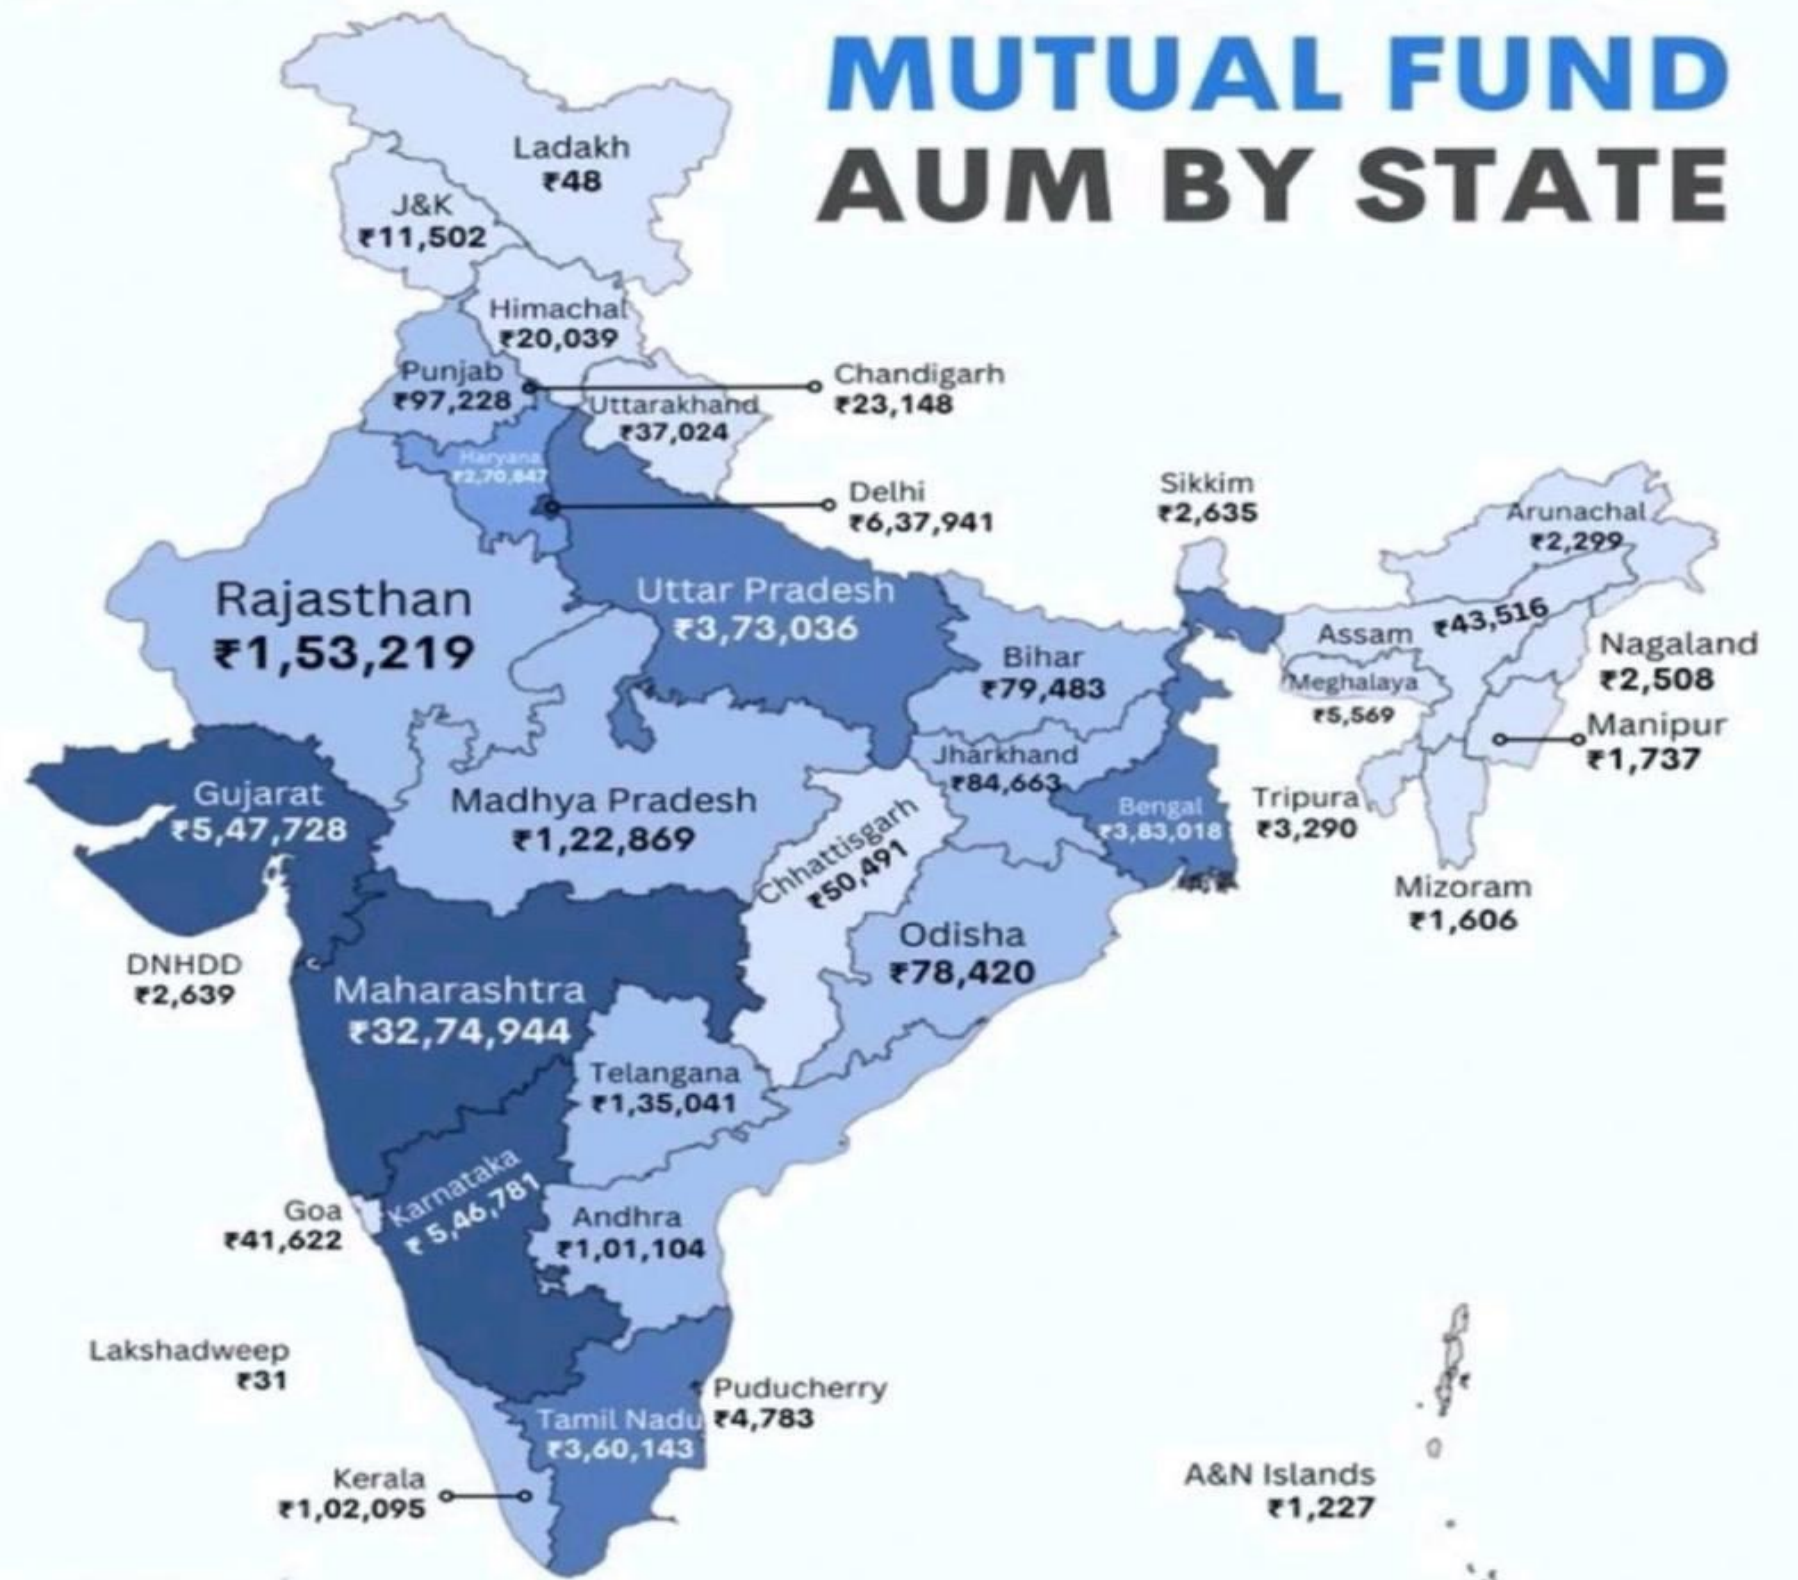 MUTUAL FUND
AUM BY STATE
Ladakh
₹48
J&K
₹11,502
Himachal
₹20,039
Punjab
₹97,228
Chandigarh
₹23,148
Uttarakhand
₹37,024
Haryana
₹2,70,847
Delhi
₹6,37,941
Sikkim
₹2,635
Arunachal
₹2,299
Rajasthan
₹1,53,219
Uttar Pradesh
₹3,73,036
Bihar
₹79,483
Assam ₹43,516
Nagaland
₹2,508
Meghalaya
₹5,569
Manipur
₹1,737
Jharkhand
₹84,663
Gujarat
₹5,47,728
Madhya Pradesh
₹1,22,869
Chhattisgarh
₹50,491
Bengal
₹3,83,018
Tripura
₹3,290
Mizoram
₹1,606
Odisha
₹78,420
DNHDD
₹2,639
Maharashtra
₹32,74,944
Telangana
₹1,35,041
Karnataka
₹ 5,46,781
Goa
₹41,622
Andhra
₹1,01,104
Lakshadweep
₹31
Puducherry
₹4,783
Tamil Nadu
₹3,60,143
Kerala
₹1,02,095
A&N Islands
₹1,227